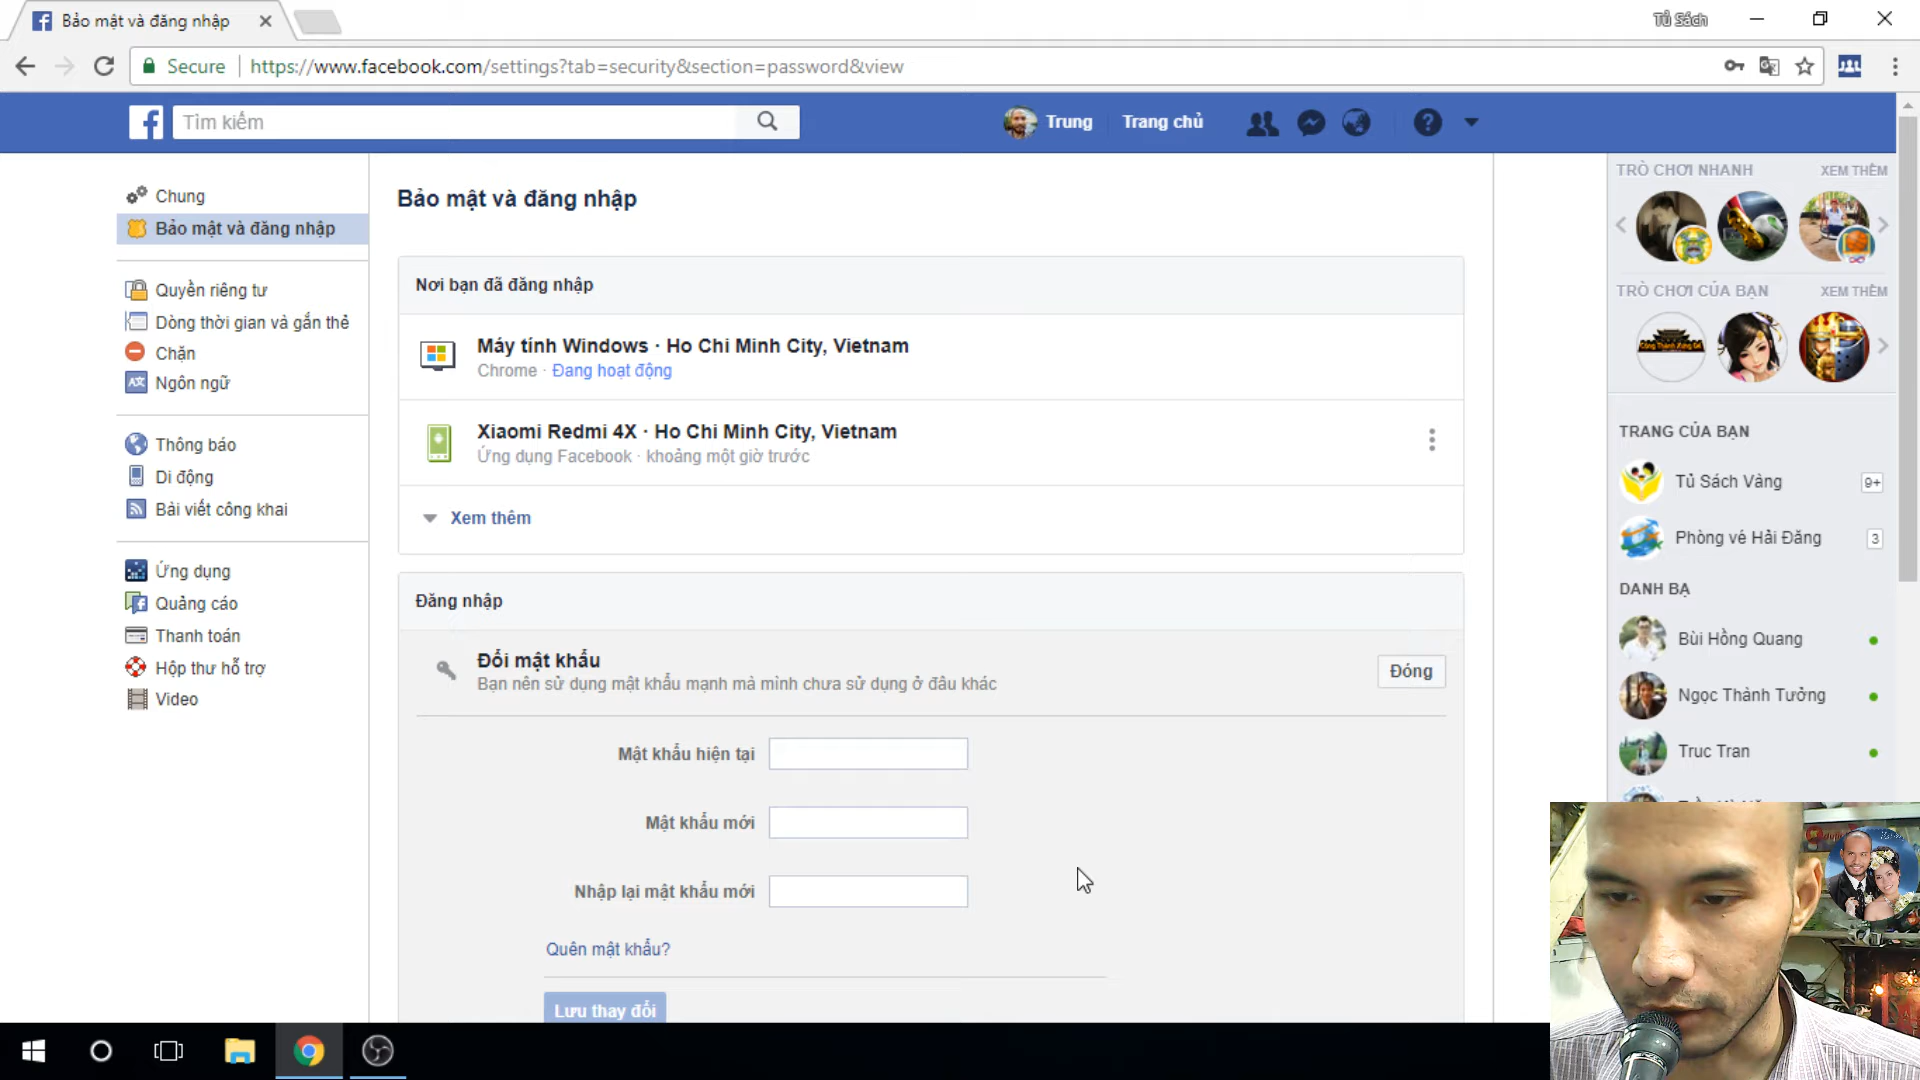 Bảo mật và đăng nhập
Tủ Sách
Secure
https://www.facebook.com/settings?tab=security&section=password&view
Tìm kiếm
Trung
Trang chủ
Chung
Bảo mật và đăng nhập
Quyền riêng tư
Dòng thời gian và gắn thẻ
Chặn
Ngôn ngữ
Thông báo
Di động
Bài viết công khai
Ứng dụng
Quảng cáo
Thanh toán
Hộp thư hỗ trợ
Video
Bảo mật và đăng nhập
Nơi bạn đã đăng nhập
Máy tính Windows · Ho Chi Minh City, Vietnam
Chrome · Đang hoạt động
Xiaomi Redmi 4X · Ho Chi Minh City, Vietnam
Ứng dụng Facebook · khoảng một giờ trước
Xem thêm
Đăng nhập
Đổi mật khẩu
Bạn nên sử dụng mật khẩu mạnh mà mình chưa sử dụng ở đâu khác
Đóng
Mật khẩu hiện tại
Mật khẩu mới
Nhập lại mật khẩu mới
Quên mật khẩu?
Lưu thay đổi
TRÒ CHƠI NHANH
XEM THÊM
TRÒ CHƠI CỦA BẠN
XEM THÊM
TRANG CỦA BẠN
Tủ Sách Vàng
9+
Phòng vé Hải Đăng
3
DANH BẠ
Bùi Hồng Quang
Ngọc Thành Tưởng
Truc Tran